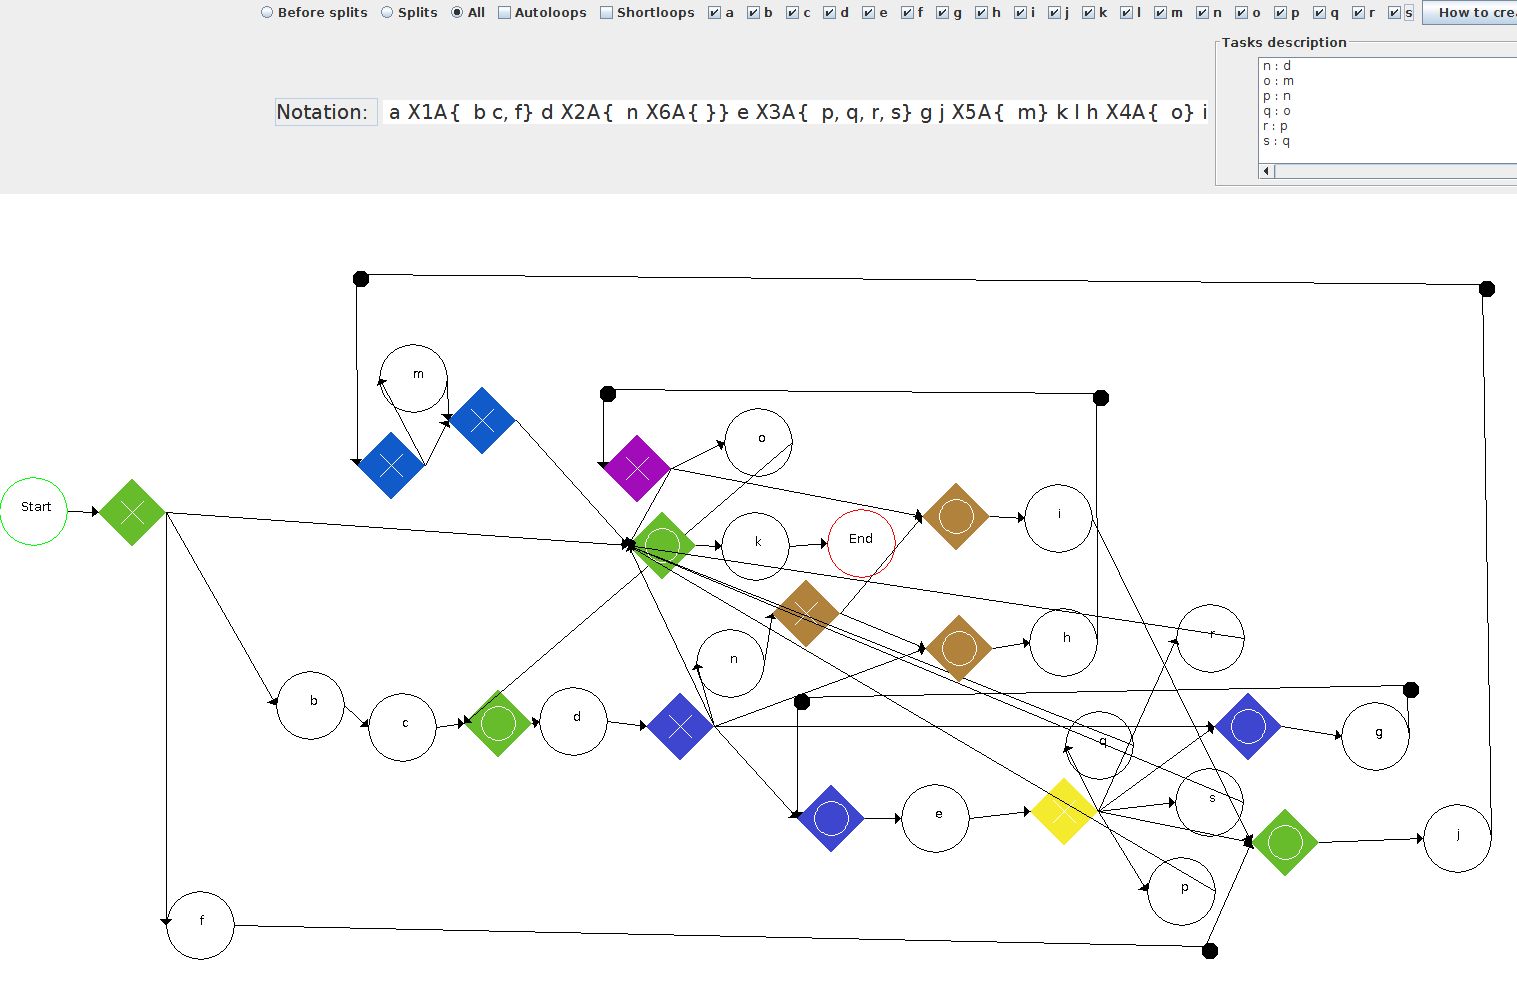 Before splits Splits All Autoloops Shortloops a b c d e f g h i j k l m n o p q r s How to cre
Tasks description
n : d
o : m
p : n
q : o
r : p
s : q
Notation: a X1A{ b c, f} d X2A{ n X6A{ }} e X3A{ p, q, r, s} g j X5A{ m} k l h X4A{ o} i
m
o
Start
k
End
i
n
h
r
b
c
d
q
g
e
s
j
p
f